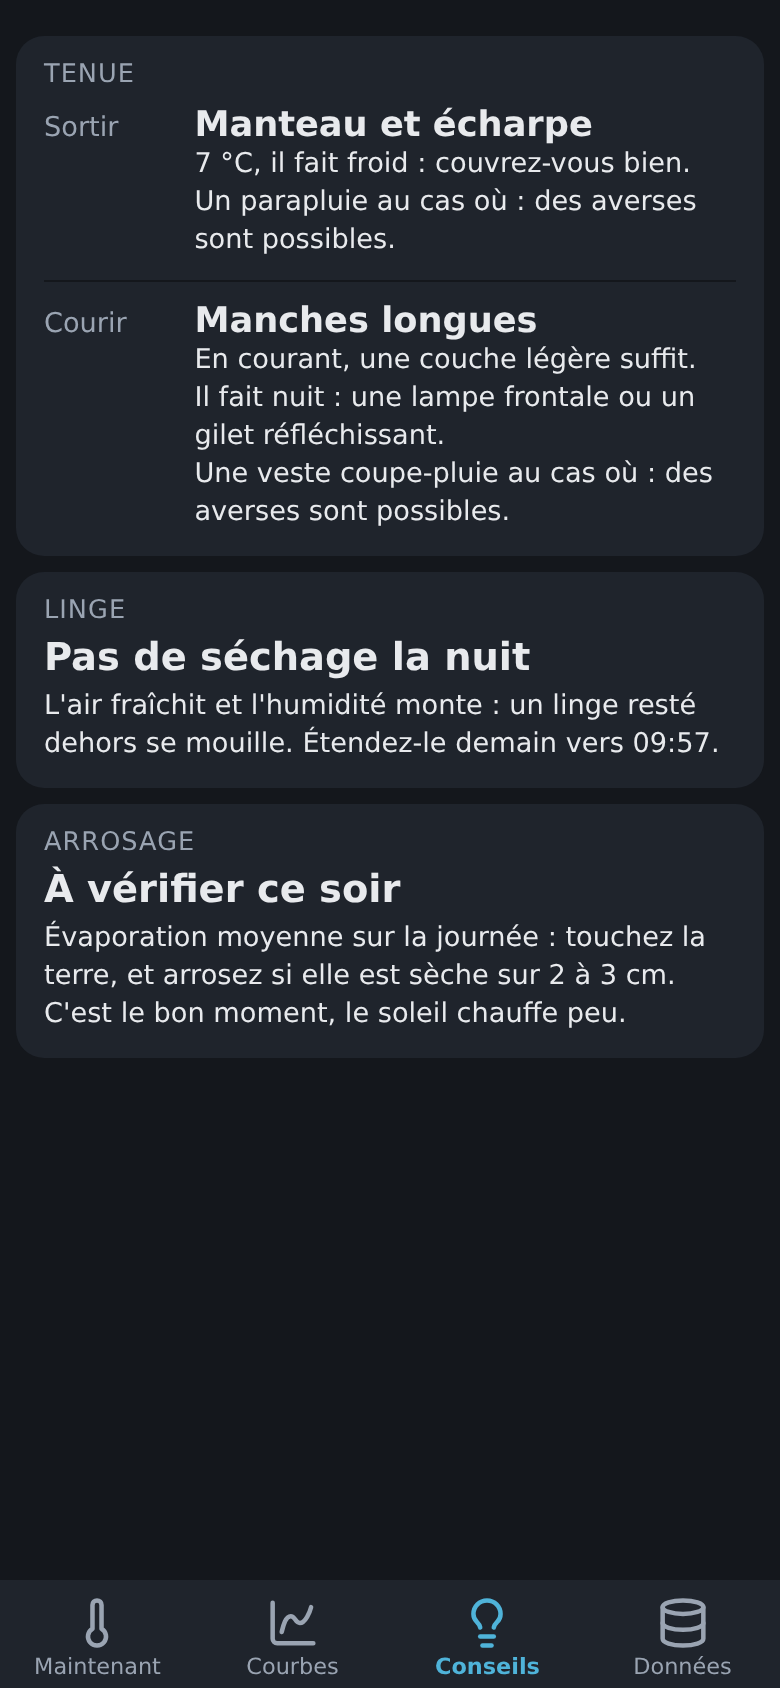 TENUE
Sortir
Manteau et écharpe
7 °C, il fait froid : couvrez-vous bien.
Un parapluie au cas où : des averses
sont possibles.
Courir
Manches longues
En courant, une couche légère suffit.
Il fait nuit : une lampe frontale ou un
gilet réfléchissant.
Une veste coupe-pluie au cas où : des
averses sont possibles.
LINGE
Pas de séchage la nuit
L'air fraîchit et l'humidité monte : un linge resté
dehors se mouille. Étendez-le demain vers 09:57.
ARROSAGE
À vérifier ce soir
Évaporation moyenne sur la journée : touchez la
terre, et arrosez si elle est sèche sur 2 à 3 cm.
C'est le bon moment, le soleil chauffe peu.
Maintenant
Courbes
Conseils
Données